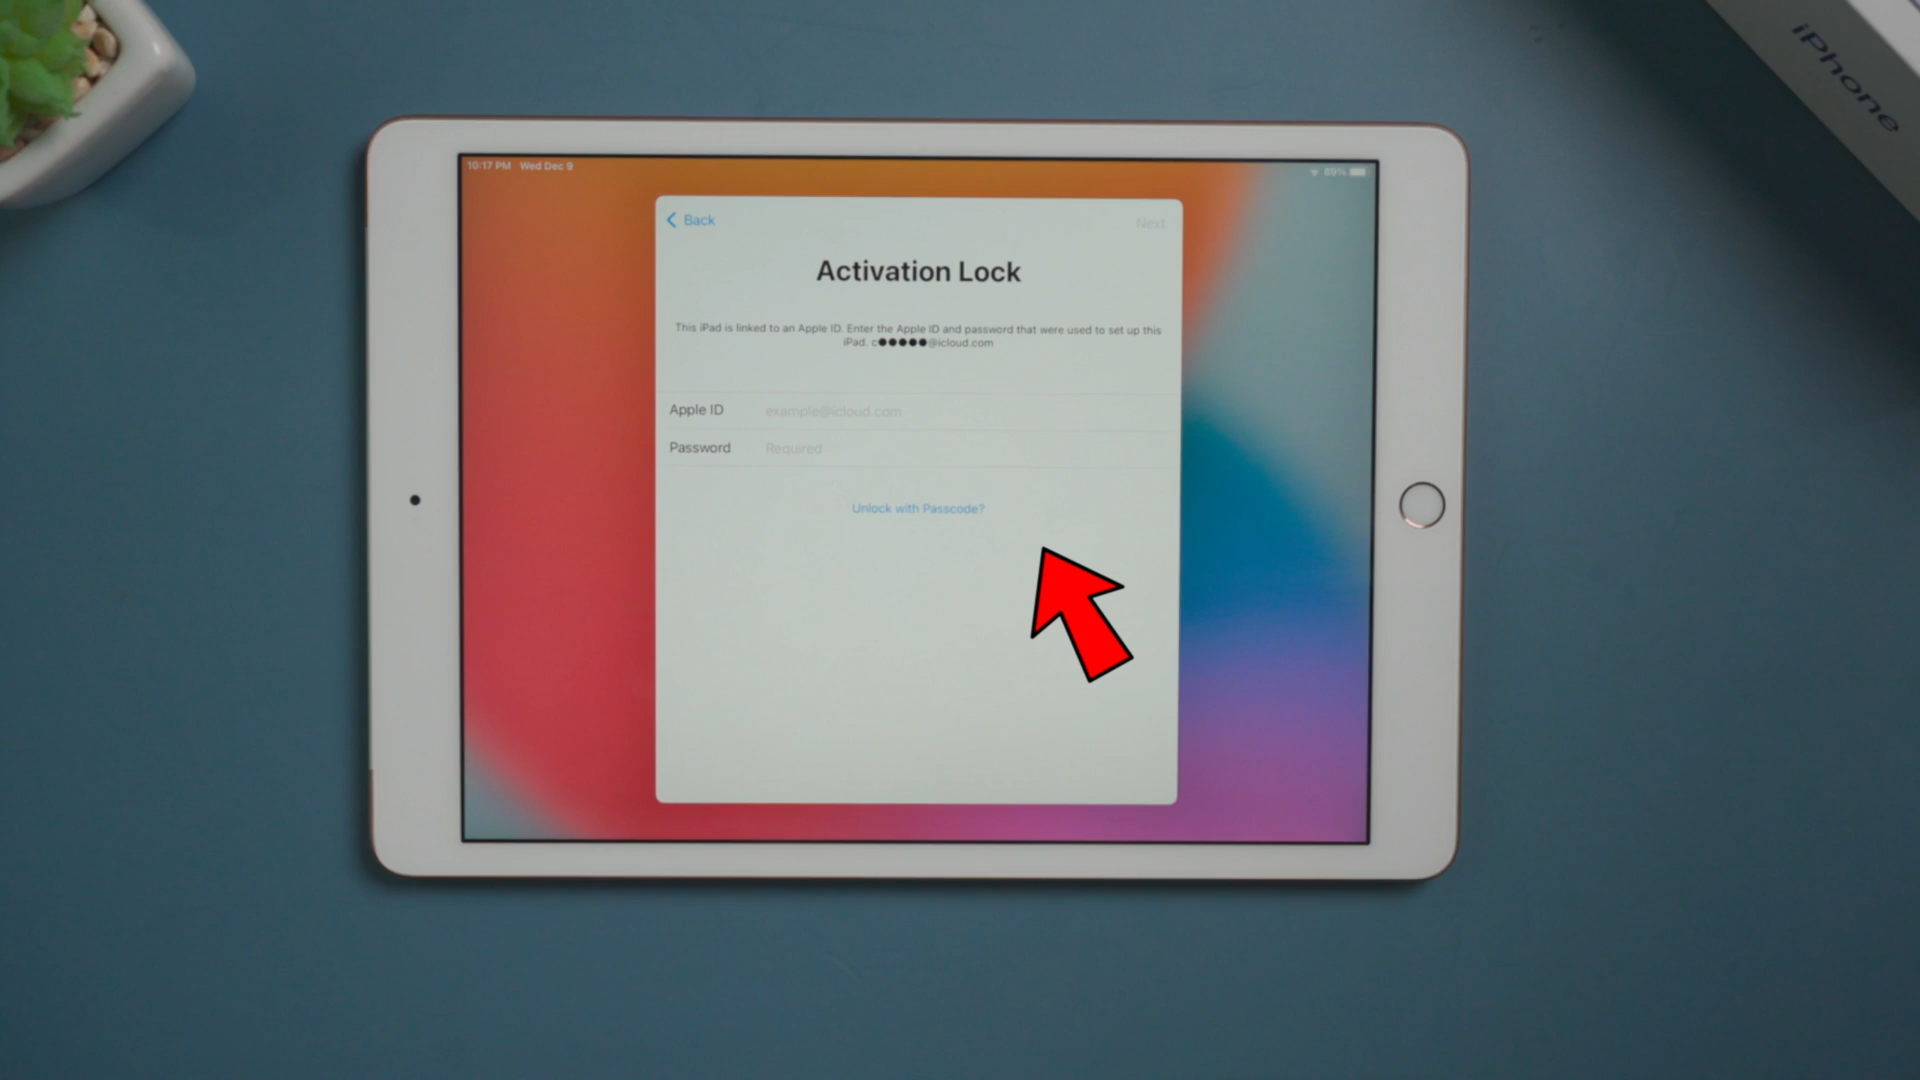 iPhone
10:17 PM Wed Dec 9
69%
Back
Next
Activation Lock
This iPad is linked to an Apple ID. Enter the Apple ID and password that were used to set up this
iPad. c●●●●●@icloud.com
Apple ID example@icloud.com
Password Required
Unlock with Passcode?